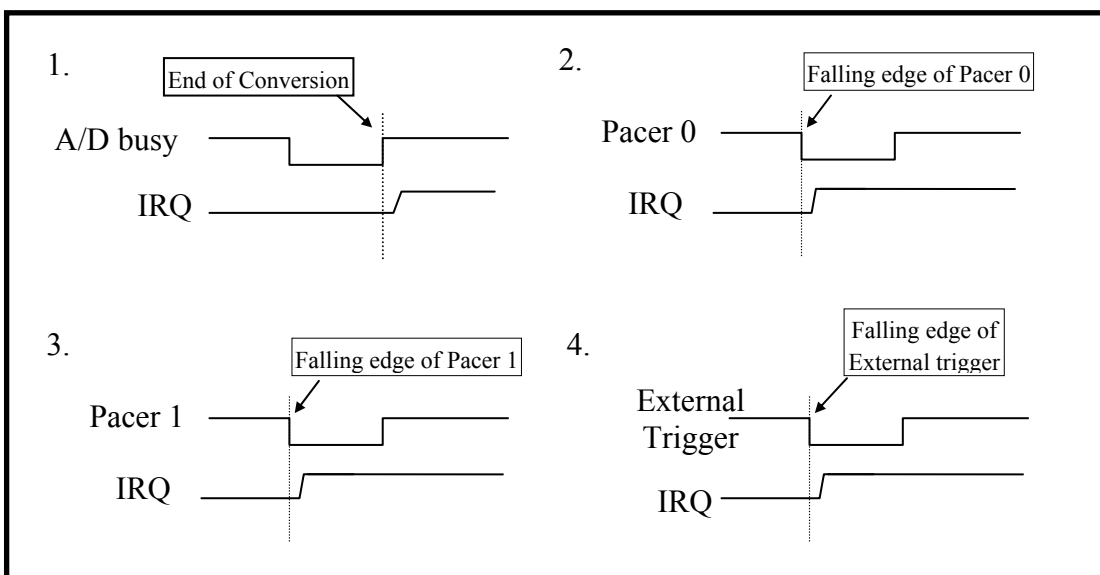 1.
End of Conversion
A/D busy
IRQ
2.
Falling edge of Pacer 0
Pacer 0
IRQ
3.
Falling edge of Pacer 1
Pacer 1
IRQ
4.
Falling edge of
External trigger
External
Trigger
IRQ